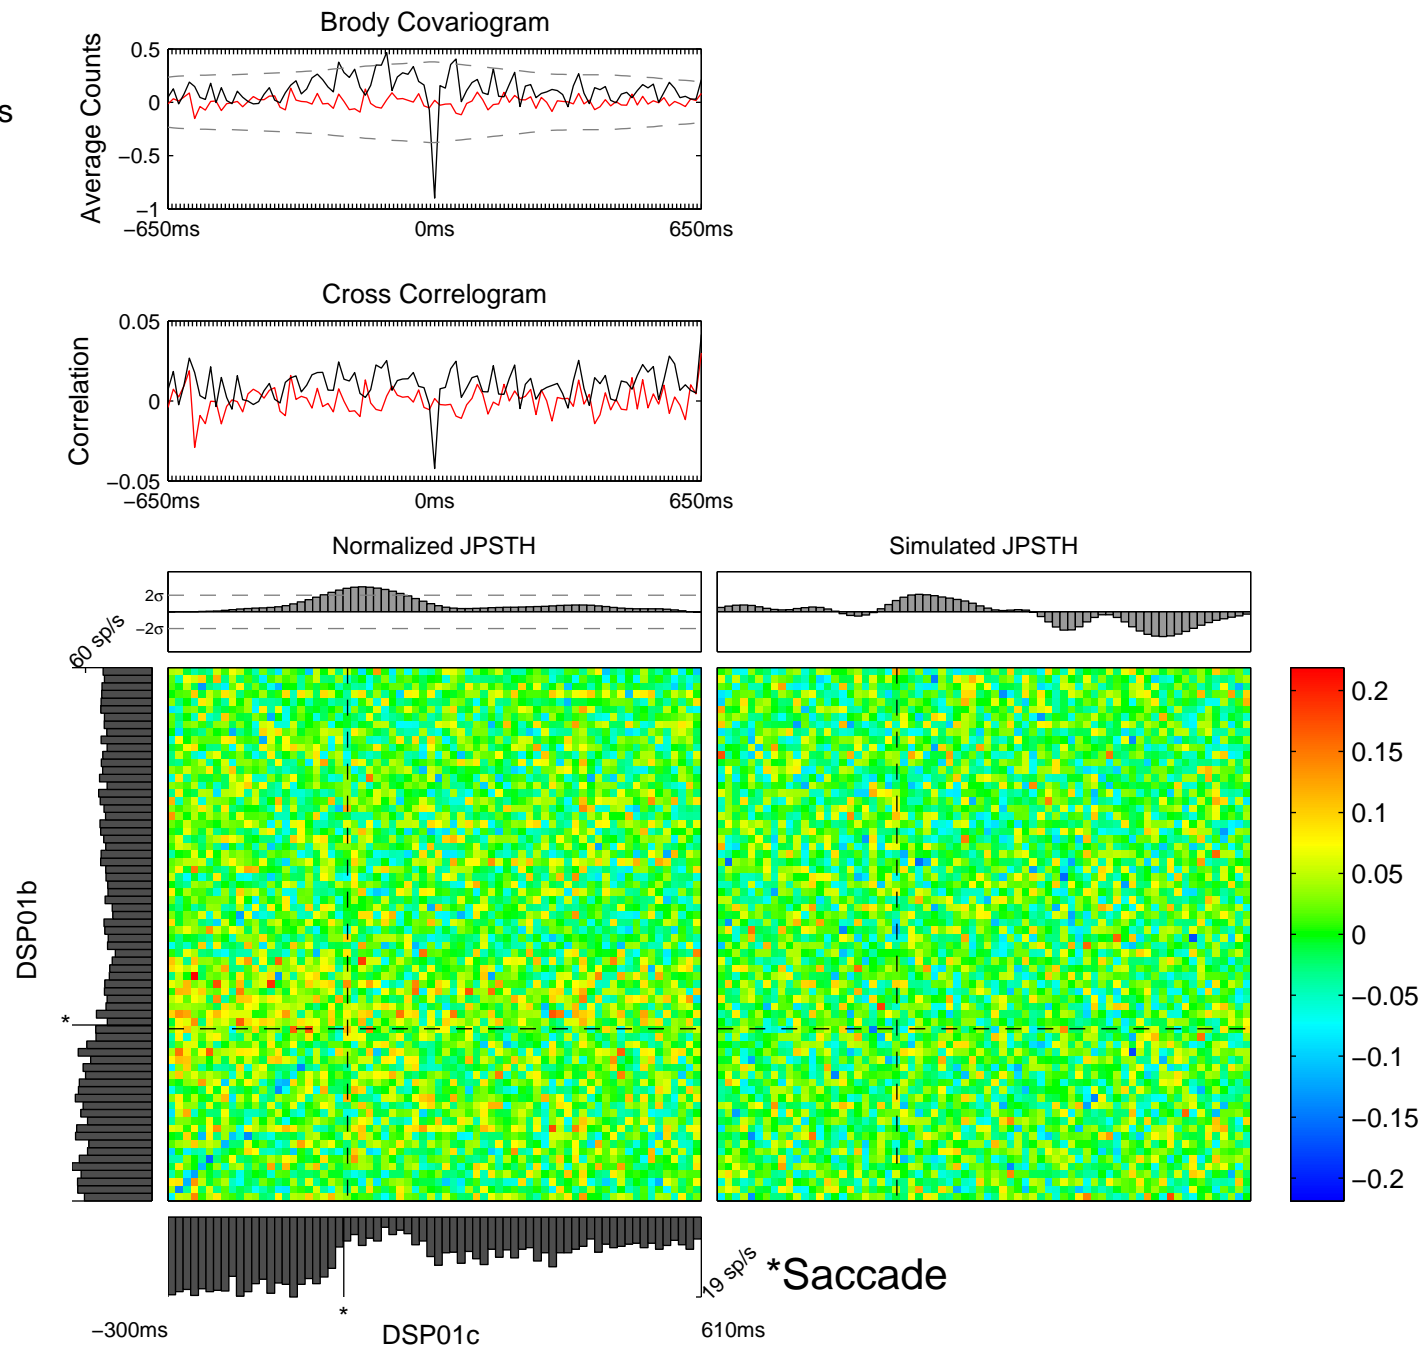 Brody Covariogram
s
Average Counts
0.5
0
−0.5
−1
−650ms
0ms
650ms
Cross Correlogram
Correlation
0.05
0
−0.05
−650ms
0ms
650ms
Normalized JPSTH
Simulated JPSTH
2σ
−2σ
60 sp/s
DSP01b
*
0.2
0.15
0.1
0.05
0
−0.05
−0.1
−0.15
−0.2
19 sp/s
*Saccade
*
−300ms
DSP01c
610ms